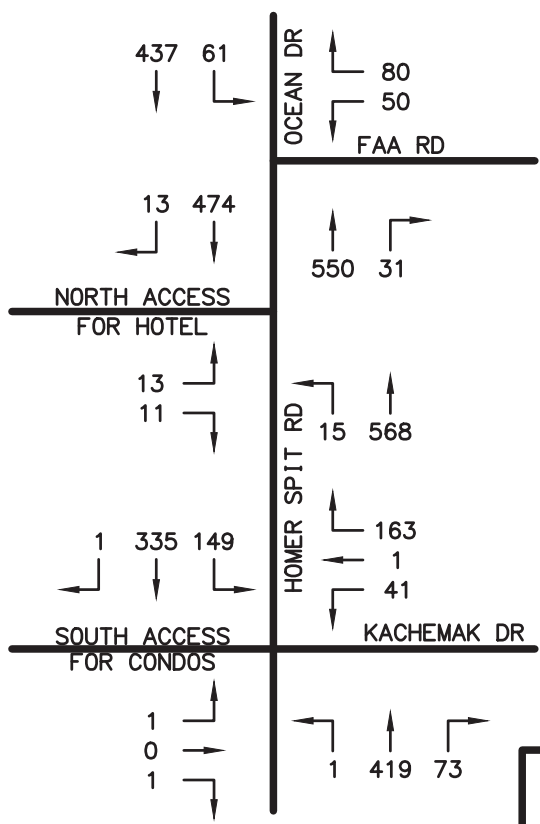 437 61
OCEAN DR
80
50
FAA RD
13 474
550 31
NORTH ACCESS
FOR HOTEL
13
11
15 568
HOMER SPIT RD
1 335 149
163
1
41
SOUTH ACCESS
FOR CONDOS
KACHEMAK DR
1
0
1
1 419 73